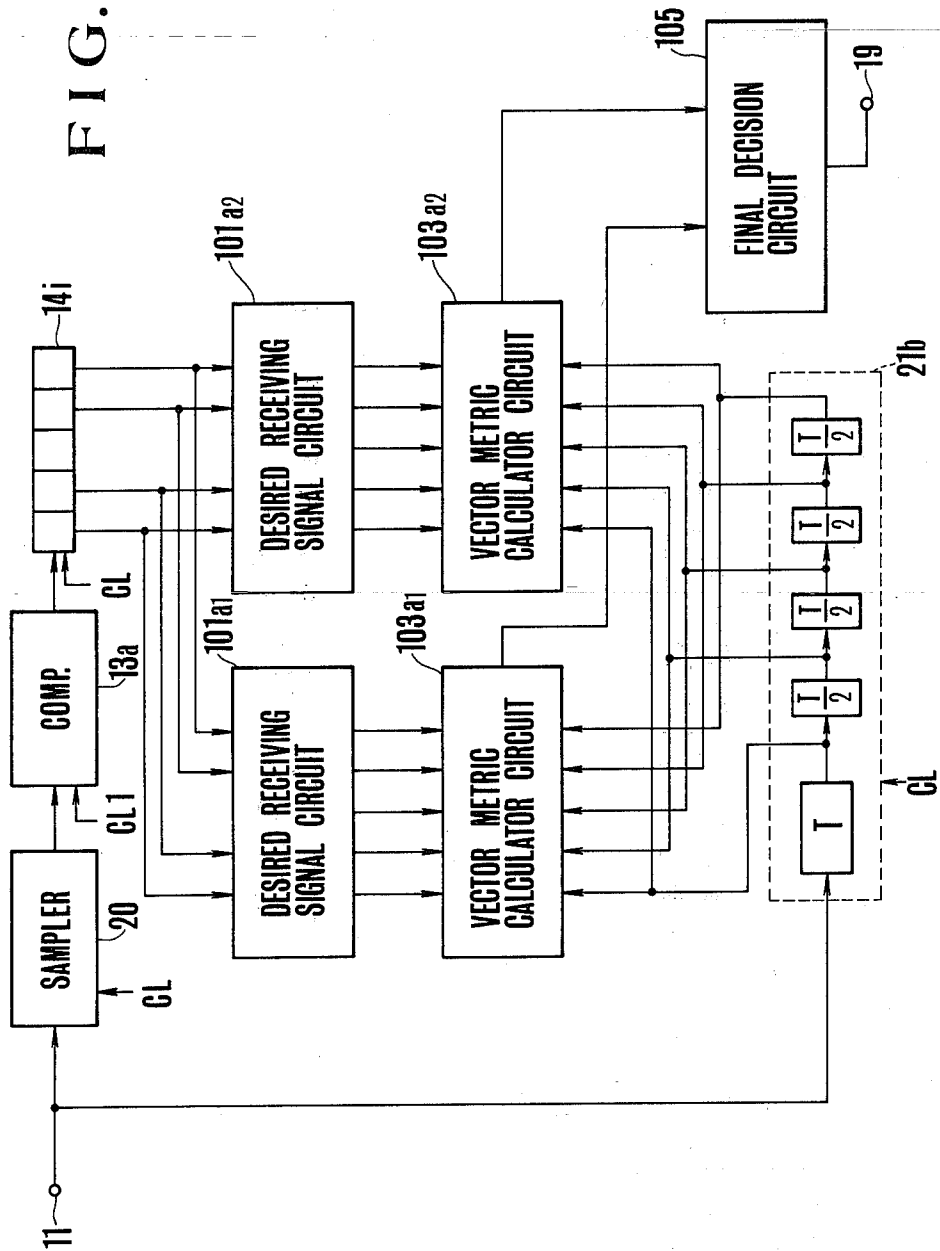 F I G.
11
SAMPLER
20
CL
COMP.
13a
CL1
14i
CL
DESIRED RECEIVING
SIGNAL CIRCUIT
101a1
DESIRED RECEIVING
SIGNAL CIRCUIT
101a2
VECTOR METRIC
CALCULATOR CIRCUIT
103a1
VECTOR METRIC
CALCULATOR CIRCUIT
103a2
T
T
2
T
2
T
2
T
2
21b
CL
FINAL DECISION
CIRCUIT
105
19